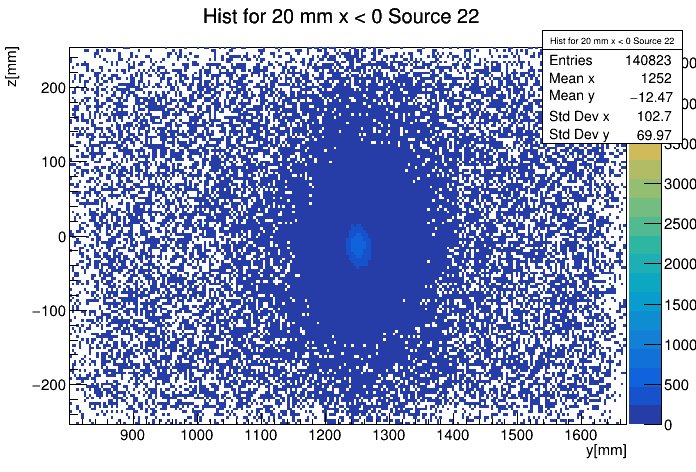 Hist for 20 mm x < 0 Source 22
z[mm]
Hist for 20 mm x < 0 Source 22
Entries 140823
Mean x 1252
Mean y −12.47
Std Dev x 102.7
Std Dev y 69.97
200
100
0
−100
−200
3000
2500
2000
1500
1000
500
0
900 1000 1100 1200 1300 1400 1500 1600
y[mm]